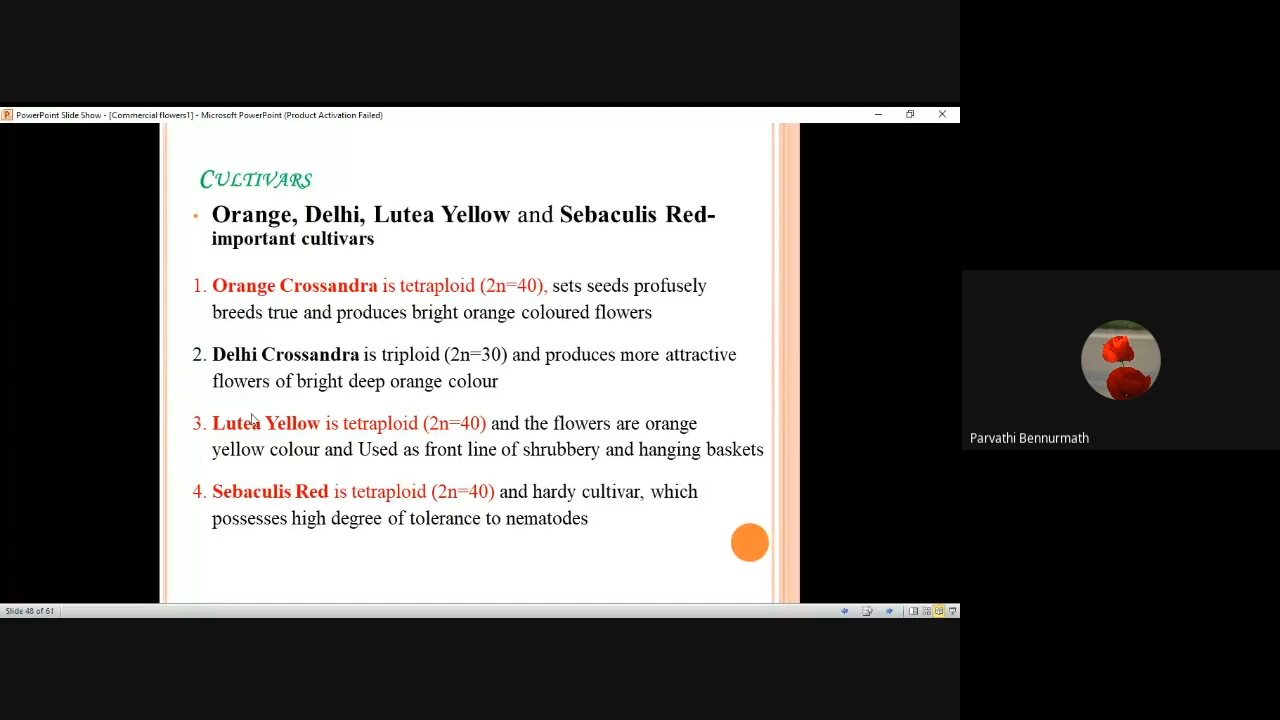 PowerPoint Slide Show - [Commercial flowers1] - Microsoft PowerPoint (Product Activation Failed)
CULTIVARS
• Orange, Delhi, Lutea Yellow and Sebaculis Red-
important cultivars
1. Orange Crossandra is tetraploid (2n=40), sets seeds profusely
breeds true and produces bright orange coloured flowers
2. Delhi Crossandra is triploid (2n=30) and produces more attractive
flowers of bright deep orange colour
3. Lutea Yellow is tetraploid (2n=40) and the flowers are orange
yellow colour and Used as front line of shrubbery and hanging baskets
4. Sebaculis Red is tetraploid (2n=40) and hardy cultivar, which
possesses high degree of tolerance to nematodes
Slide 48 of 61
Parvathi Bennurmath